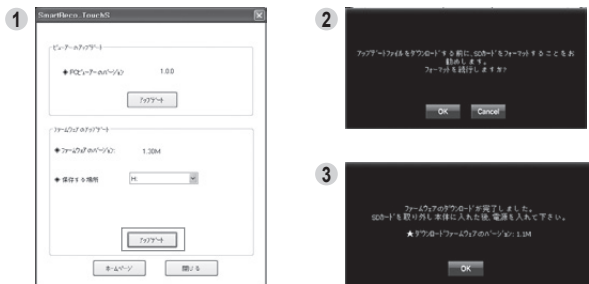 1
SmartReco_TouchS
ビューアーのアップデート
◆ PCビューアーのバージョン 1.0.0
アップデート
ファームウェアのアップデート
◆ ファームウェアのバージョン: 1.30M
◆ 保存する場所 H:
アップデート
ホームページ 閉じる
2
アップデートファイルをダウンロードする前に、SDカードをフォーマットすることをお
勧めします。
フォーマットを続行しますか?
OK Cancel
3
ファームウェアのダウンロードが完了しました。
SDカードを取り外し本体に入れた後、電源を入れて下さい。
★ダウンロードファームウェアのバージョン: 1.1M
OK